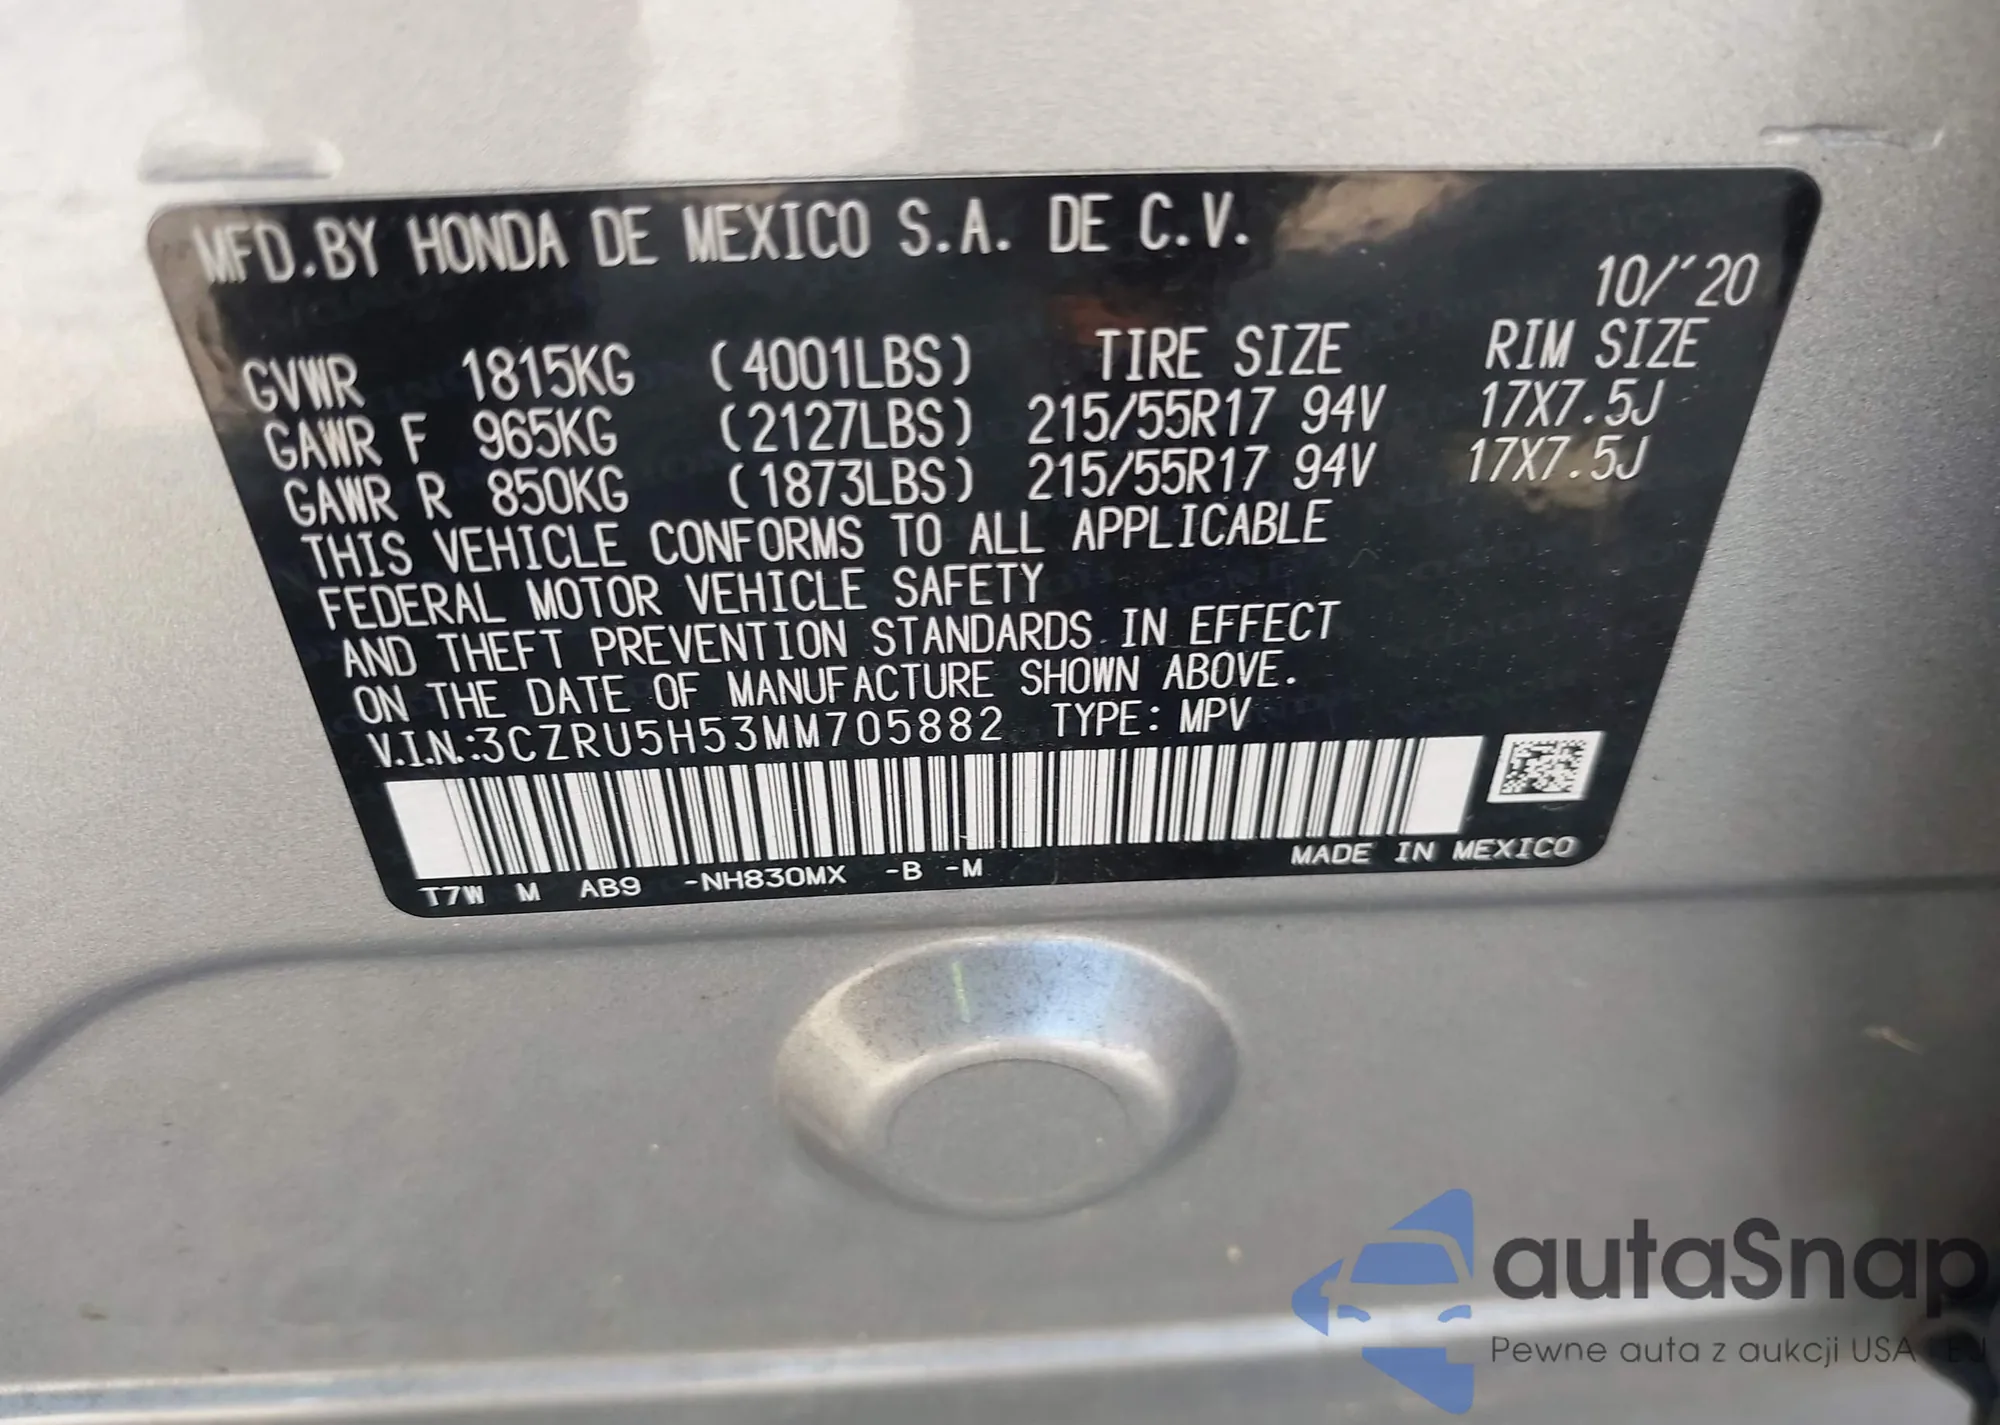 MFD.BY HONDA DE MEXICO S.A. DE C.V.
10/'20
GVWR 1815KG (4001LBS) TIRE SIZE RIM SIZE
GAWR F 965KG (2127LBS) 215/55R17 94V 17X7.5J
GAWR R 850KG (1873LBS) 215/55R17 94V 17X7.5J
THIS VEHICLE CONFORMS TO ALL APPLICABLE
FEDERAL MOTOR VEHICLE SAFETY
AND THEFT PREVENTION STANDARDS IN EFFECT
ON THE DATE OF MANUFACTURE SHOWN ABOVE.
V.I.N.:3CZRU5H53MM705882 TYPE: MPV
MADE IN MEXICO
T7W M AB9 -NH830MX -B -M
autaSnap
Pewne auta z aukcji USA i EJ